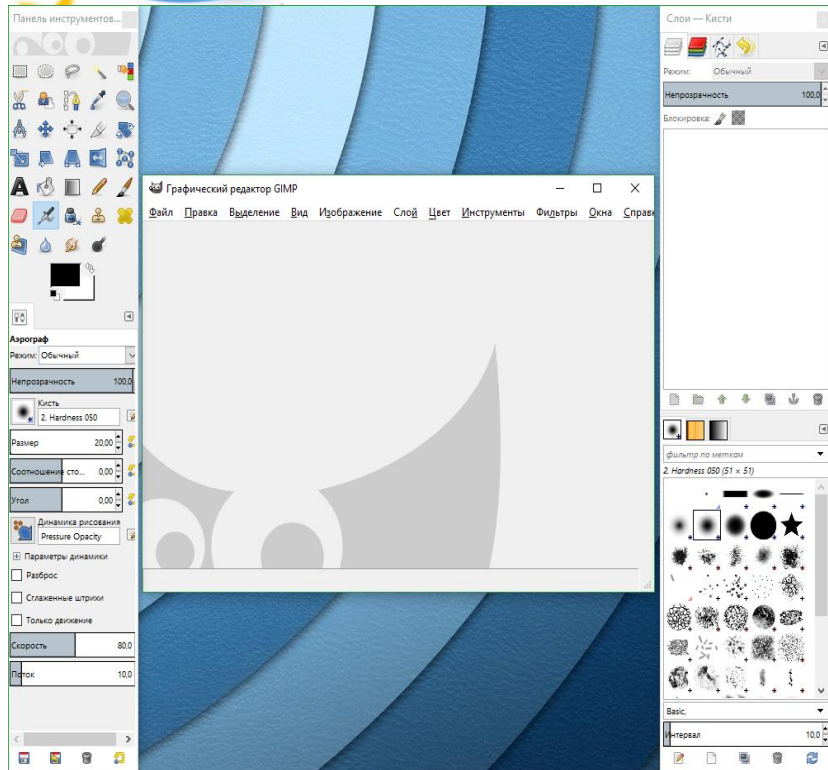 Панель инструментов...
Аэрограф
Режим: Обычный
Непрозрачность 100,0
Кисть
2. Hardness 050
Размер 20,00
Соотношение сто... 0,00
Угол 0,00
Динамика рисования
Pressure Opacity
Параметры динамики
Разброс
Сглаженные штрихи
Только движение
Скорость 80,0
Поток 10,0
Графический редактор GIMP
Файл Правка Выделение Вид Изображение Слой Цвет Инструменты Фильтры Окна Справк
Слои — Кисти
Режим: Обычный
Непрозрачность 100,0
Блокировка:
фильтр по меткам
2. Hardness 050 (51 × 51)
Basic,
Интервал 10,0